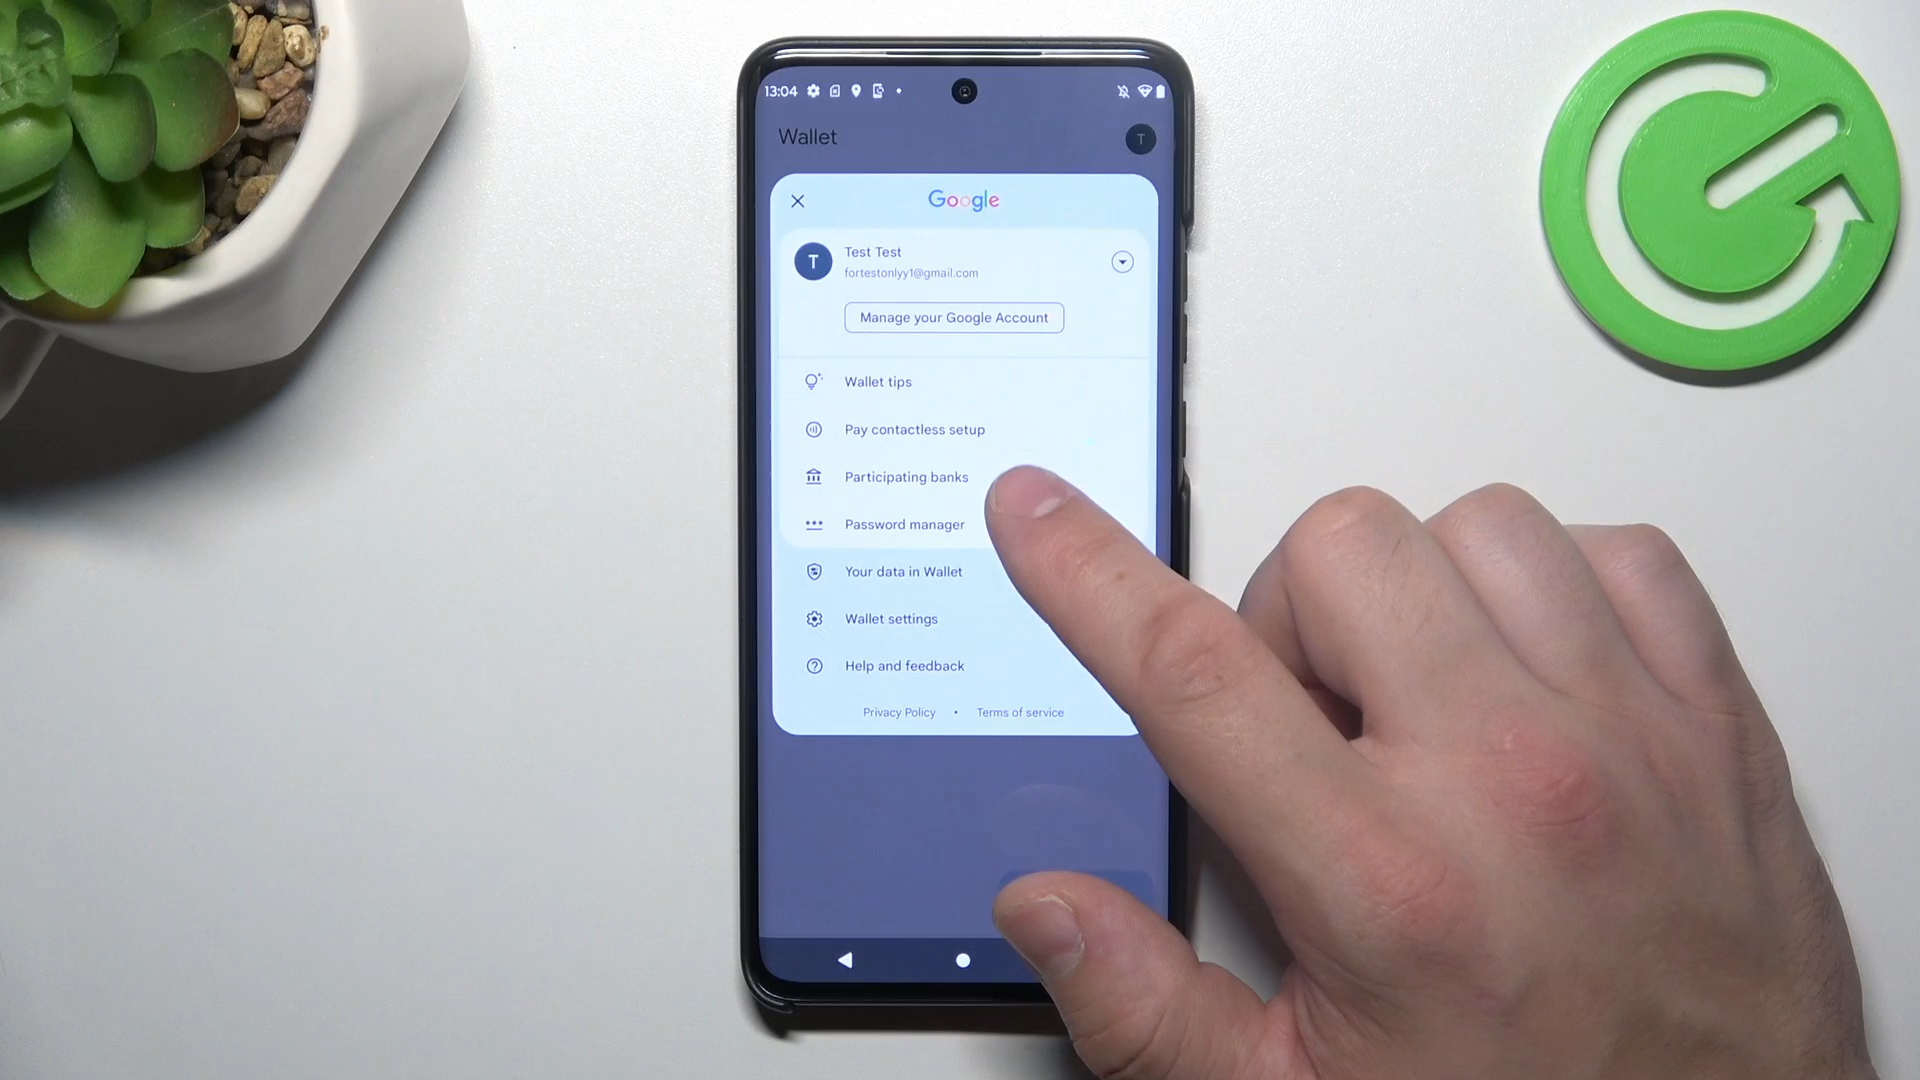 13:04
Wallet
T
Google
Test Test
T
fortestonlyy1@gmail.com
Manage your Google Account
Wallet tips
Pay contactless setup
Participating banks
Password manager
Your data in Wallet
Wallet settings
Help and feedback
Privacy Policy • Terms of service